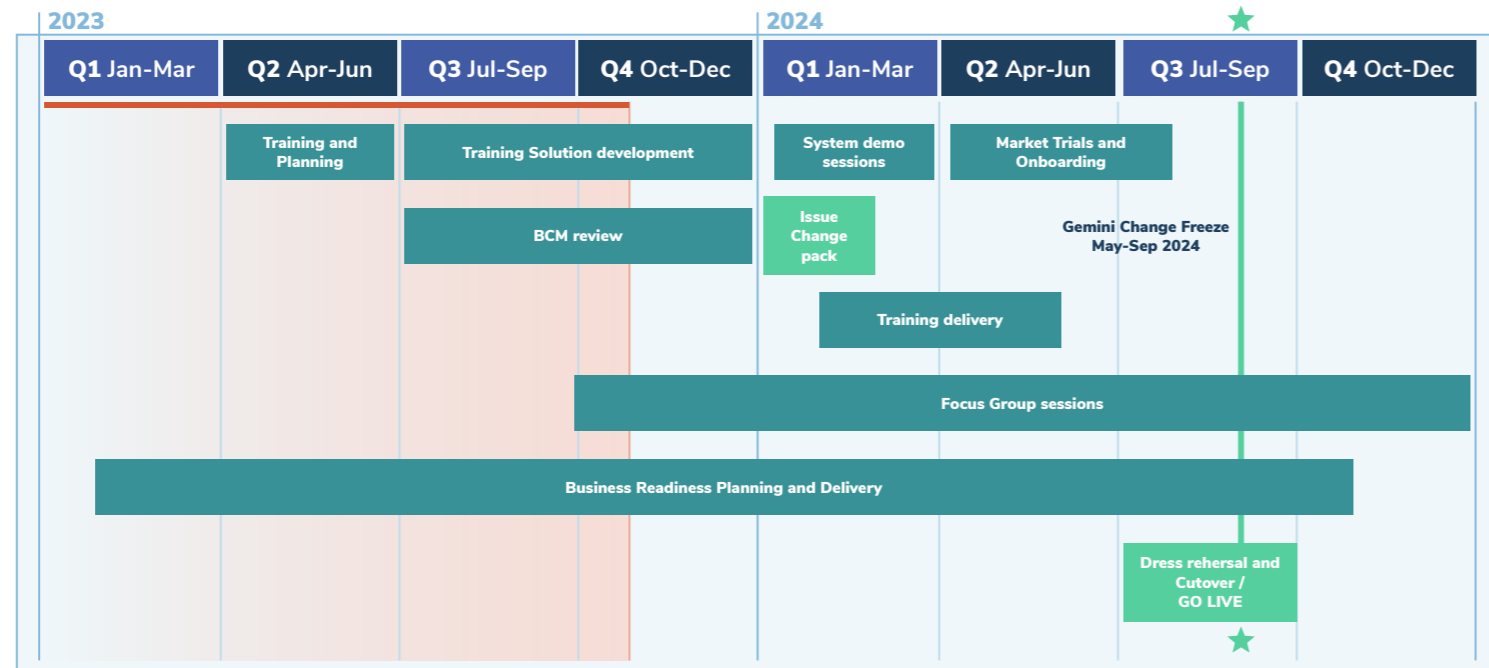 2023
2024
Q1 Jan-Mar
Q2 Apr-Jun
Q3 Jul-Sep
Q4 Oct-Dec
Q1 Jan-Mar
Q2 Apr-Jun
Q3 Jul-Sep
Q4 Oct-Dec
Training and
Planning
Training Solution development
System demo
sessions
Market Trials and
Onboarding
BCM review
Issue
Change
pack
Gemini Change Freeze
May-Sep 2024
Training delivery
Focus Group sessions
Business Readiness Planning and Delivery
Dress rehersal and
Cutover /
GO LIVE